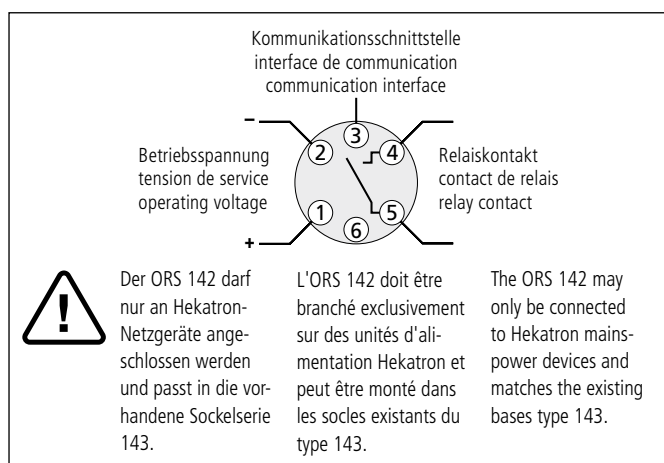 Kommunikationsschnittstelle
interface de communication
communication interface
3
–
2
4
Betriebsspannung
tension de service
operating voltage
Relaiskontakt
contact de relais
relay contact
1
5
6
+
!
Der ORS 142 darf
nur an Hekatron-
Netzgeräte ange-
schlossen werden
und passt in die vor-
handene Sockelserie
143.
L'ORS 142 doit être
branché exclusivement
sur des unités d'ali-
mentation Hekatron et
peut être monté dans
les socles existants du
type 143.
The ORS 142 may
only be connected
to Hekatron mains-
power devices and
matches the existing
bases type 143.